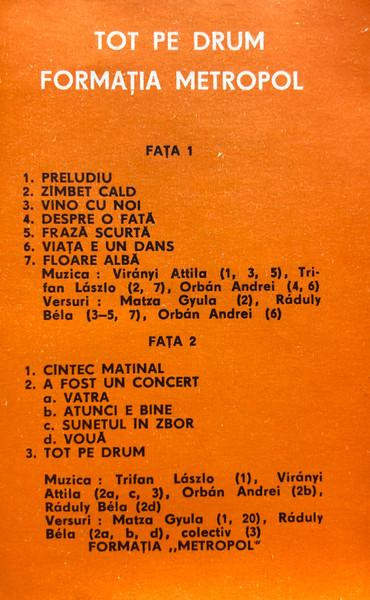 TOT PE DRUM
FORMAȚIA METROPOL
FAȚA 1
1. PRELUDIU
2. ZÎMBET CALD
3. VINO CU NOI
4. DESPRE O FATĂ
5. FRAZĂ SCURTĂ
6. VIAȚA E UN DANS
7. FLOARE ALBĂ
Muzica : Virányi Attila (1, 3, 5), Tri-
fan László (2, 7), Orbán Andrei (4, 6)
Versuri : Matza Gyula (2), Ráduly
Béla (3—5, 7), Orbán Andrei (6)
FAȚA 2
1. CÎNTEC MATINAL
2. A FOST UN CONCERT
a. VATRA
b. ATUNCI E BINE
c. SUNETUL ÎN ZBOR
d. VOUĂ
3. TOT PE DRUM
Muzica : Trifan László (1), Virányi
Attila (2a, c, 3), Orbán Andrei (2b),
Ráduly Béla (2d)
Versuri : Matza Gyula (1, 20), Ráduly
Béla (2a, b, d), colectiv (3)
FORMAȚIA ,,METROPOL"